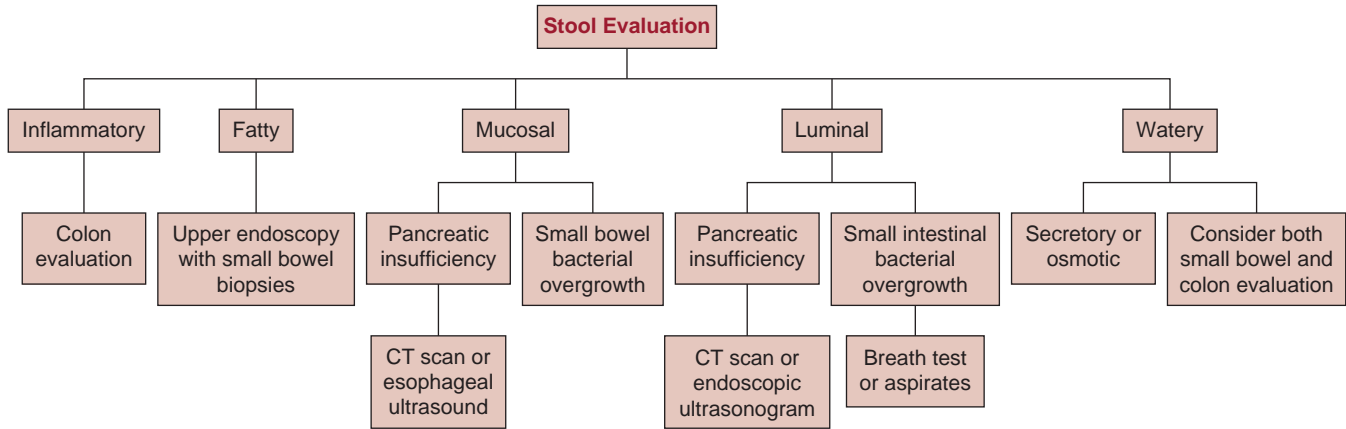 Stool Evaluation
Inflammatory
Fatty
Mucosal
Luminal
Watery
Colon
evaluation
Upper endoscopy
with small bowel
biopsies
Pancreatic
insufficiency
Small bowel
bacterial
overgrowth
Pancreatic
insufficiency
Small intestinal
bacterial
overgrowth
Secretory or
osmotic
Consider both
small bowel and
colon evaluation
CT scan or
esophageal
ultrasound
CT scan or
endoscopic
ultrasonogram
Breath test
or aspirates